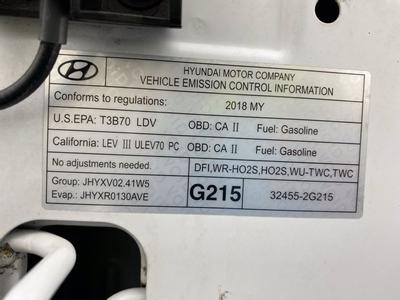 HYUNDAI MOTOR COMPANY
VEHICLE EMISSION CONTROL INFORMATION
Conforms to regulations: 2018 MY
U.S.EPA: T3B70 LDV OBD: CA II Fuel: Gasoline
California: LEV III ULEV70 PC OBD: CA II Fuel: Gasoline
No adjustments needed. DFI,WR-HO2S,HO2S,WU-TWC,TWC
Group: JHYXV02.41W5
Evap.: JHYXR0130AVE
G215 32455-2G215